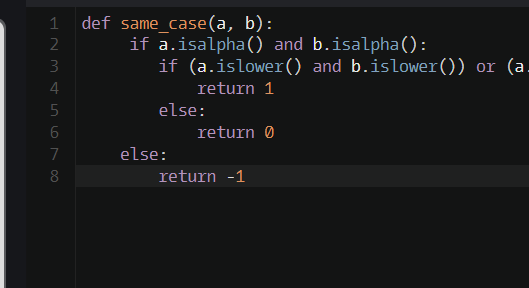 1 def same_case(a, b):
2      if a.isalpha() and b.isalpha():
3         if (a.islower() and b.islower()) or (a.
4             return 1
5         else:
6             return 0
7     else:
8         return -1